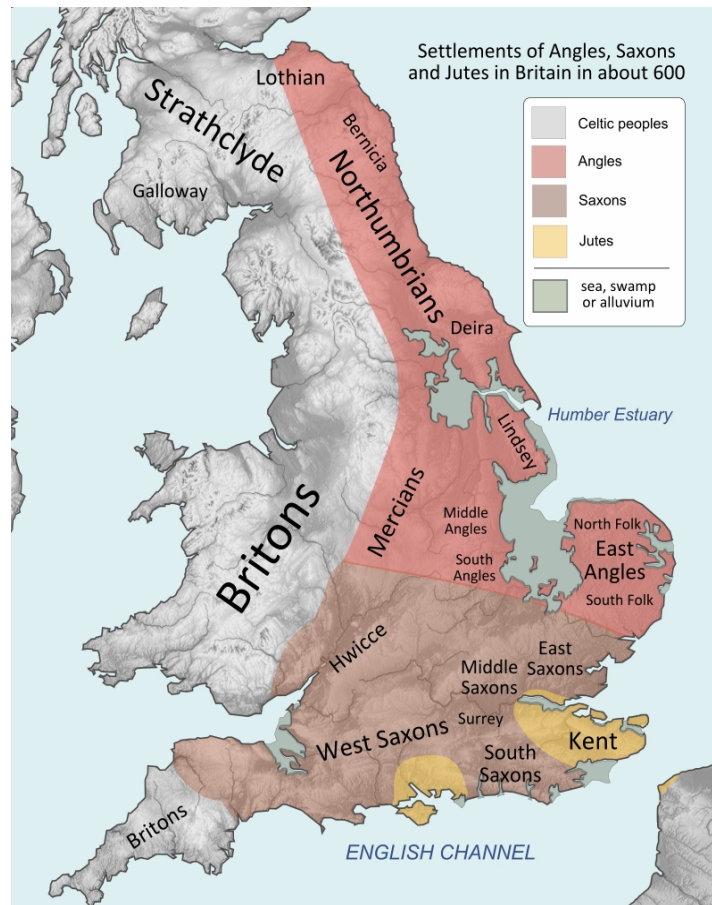 Settlements of Angles, Saxons
and Jutes in Britain in about 600
Celtic peoples
Angles
Saxons
Jutes
sea, swamp
or alluvium
Lothian
Strathclyde
Bernicia
Galloway
Northumbrians
Deira
Humber Estuary
Lindsey
Mercians
Britons
Middle
Angles
South
Angles
North Folk
East
Angles
South Folk
Hwicce
East
Saxons
Middle
Saxons
Surrey
West Saxons
Kent
South
Saxons
Britons
ENGLISH CHANNEL